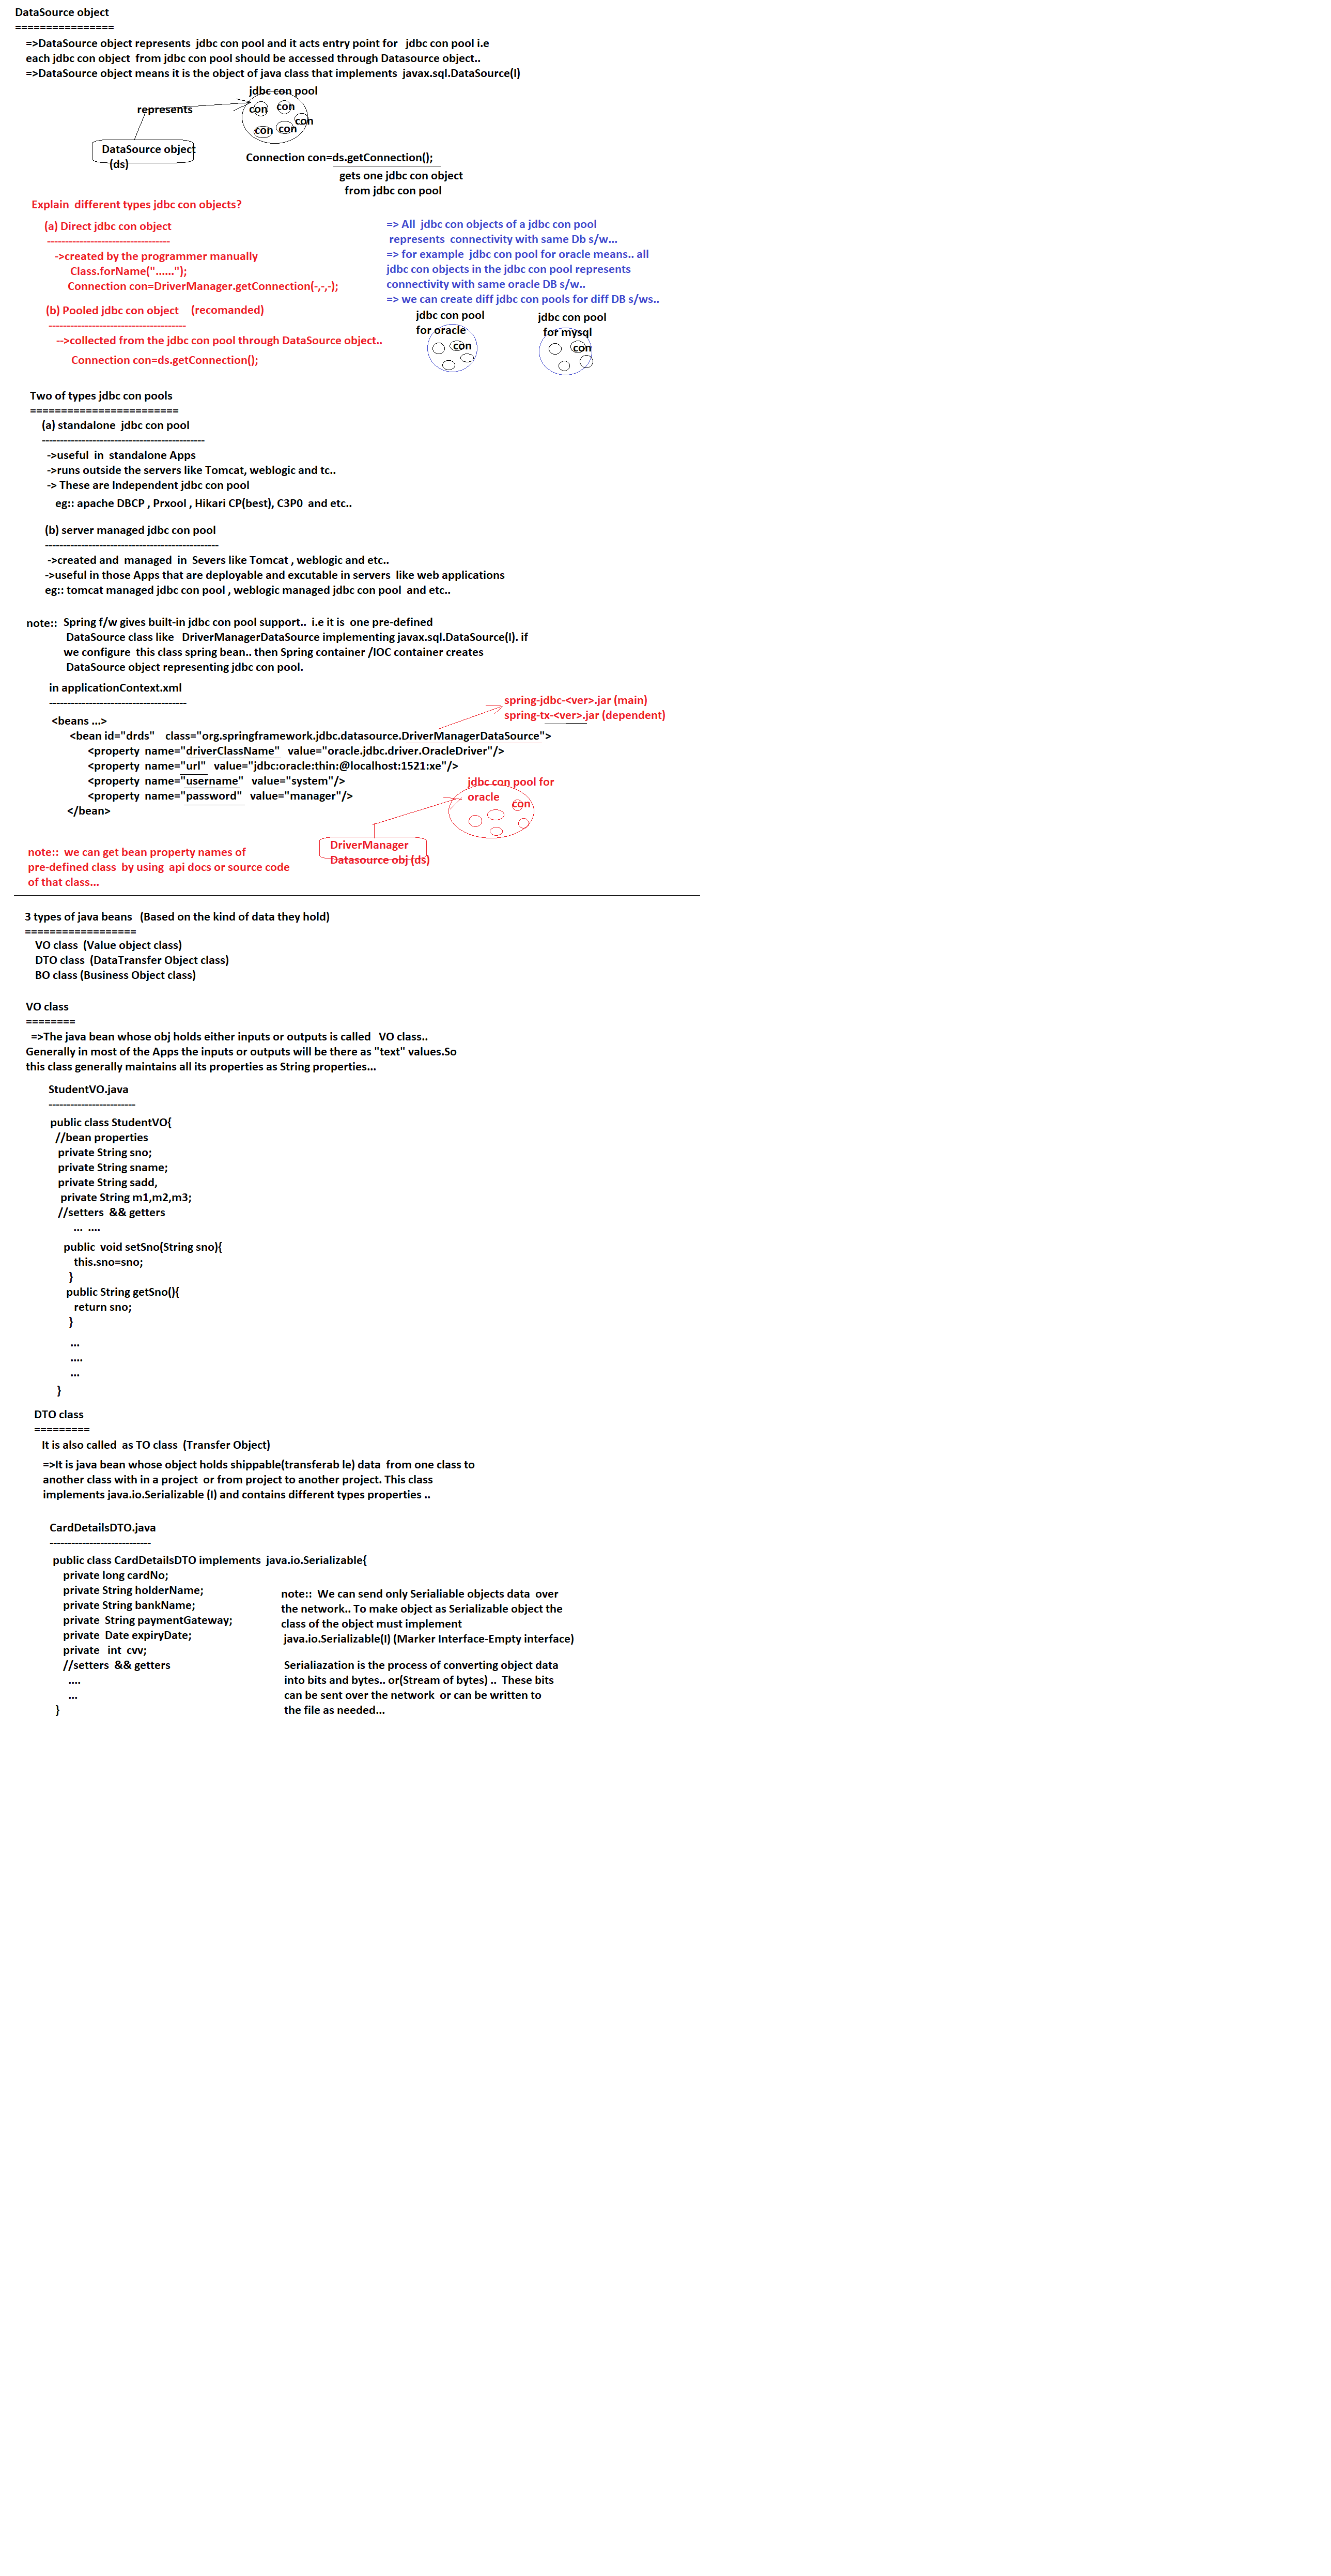 DataSource object
================
=>DataSource object represents  jdbc con pool and it acts entry point for   jdbc con pool i.e
each jdbc con object  from jdbc con pool should be accessed through Datasource object..
=>DataSource object means it is the object of java class that implements  javax.sql.DataSource(I)
jdbc con pool
represents
con
con
con
con
con
DataSource object
(ds)
Connection con=ds.getConnection();
gets one jdbc con object
from jdbc con pool
Explain  different types jdbc con objects?
(a) Direct jdbc con object
----------------------------------
->created by the programmer manually
Class.forName("......");
Connection con=DriverManager.getConnection(-,-,-);
(b) Pooled jdbc con object    (recomanded)
--------------------------------------
-->collected from the jdbc con pool through DataSource object..
Connection con=ds.getConnection();
=> All  jdbc con objects of a jdbc con pool
represents  connectivity with same Db s/w...
=> for example  jdbc con pool for oracle means.. all
jdbc con objects in the jdbc con pool represents
connectivity with same oracle DB s/w..
=> we can create diff jdbc con pools for diff DB s/ws..
jdbc con pool
for oracle
con
jdbc con pool
for mysql
con
Two of types jdbc con pools
========================
(a) standalone  jdbc con pool
---------------------------------------------
->useful  in  standalone Apps
->runs outside the servers like Tomcat, weblogic and tc..
-> These are Independent jdbc con pool
eg:: apache DBCP , Prxool , Hikari CP(best), C3P0  and etc..
(b) server managed jdbc con pool
------------------------------------------------
->created and  managed  in  Severs like Tomcat , weblogic and etc..
->useful in those Apps that are deployable and excutable in servers  like web applications
eg:: tomcat managed jdbc con pool , weblogic managed jdbc con pool  and etc..
note::  Spring f/w gives built-in jdbc con pool support..  i.e it is  one pre-defined
DataSource class like   DriverManagerDataSource implementing javax.sql.DataSource(I). if
we configure  this class spring bean.. then Spring container /IOC container creates
DataSource object representing jdbc con pool.
in applicationContext.xml
--------------------------------------
spring-jdbc-<ver>.jar (main)
spring-tx-<ver>.jar (dependent)
<beans ...>
<bean id="drds"    class="org.springframework.jdbc.datasource.DriverManagerDataSource">
<property  name="driverClassName"   value="oracle.jdbc.driver.OracleDriver"/>
<property  name="url"   value="jdbc:oracle:thin:@localhost:1521:xe"/>
<property  name="username"   value="system"/>
<property  name="password"   value="manager"/>
</bean>
jdbc con pool for
oracle
con
DriverManager
Datasource obj (ds)
note::  we can get bean property names of
pre-defined class  by using  api docs or source code
of that class...
3 types of java beans   (Based on the kind of data they hold)
==================
VO class  (Value object class)
DTO class  (DataTransfer Object class)
BO class (Business Object class)
VO class
========
=>The java bean whose obj holds either inputs or outputs is called   VO class..
Generally in most of the Apps the inputs or outputs will be there as "text" values.So
this class generally maintains all its properties as String properties...
StudentVO.java
------------------------
public class StudentVO{
//bean properties
private String sno;
private String sname;
private String sadd,
private String m1,m2,m3;
//setters  && getters
...  ....
public  void setSno(String sno){
this.sno=sno;
}
public String getSno(){
return sno;
}
...
....
...
}
DTO class
=========
It is also called  as TO class  (Transfer Object)
=>It is java bean whose object holds shippable(transferab le) data  from one class to
another class with in a project  or from project to another project. This class
implements java.io.Serializable (I) and contains different types properties ..
CardDetailsDTO.java
----------------------------
public class CardDetailsDTO implements  java.io.Serializable{
private long cardNo;
private String holderName;
private String bankName;
private  String paymentGateway;
private  Date expiryDate;
private   int  cvv;
//setters  && getters
....
...
}
note::  We can send only Serialiable objects data  over
the network.. To make object as Serializable object the
class of the object must implement
java.io.Serializable(I) (Marker Interface-Empty interface)
Serialiazation is the process of converting object data
into bits and bytes.. or(Stream of bytes) ..  These bits
can be sent over the network  or can be written to
the file as needed...